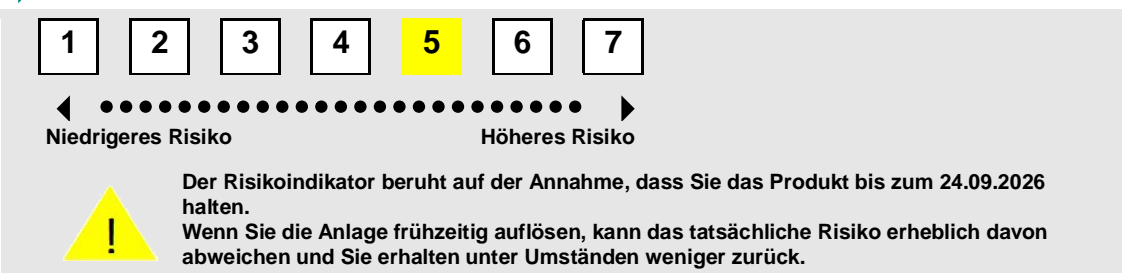 1 2 3 4 5 6 7
Niedrigeres Risiko Höheres Risiko
Der Risikoindikator beruht auf der Annahme, dass Sie das Produkt bis zum 24.09.2026
halten.
Wenn Sie die Anlage frühzeitig auflösen, kann das tatsächliche Risiko erheblich davon
abweichen und Sie erhalten unter Umständen weniger zurück.
!